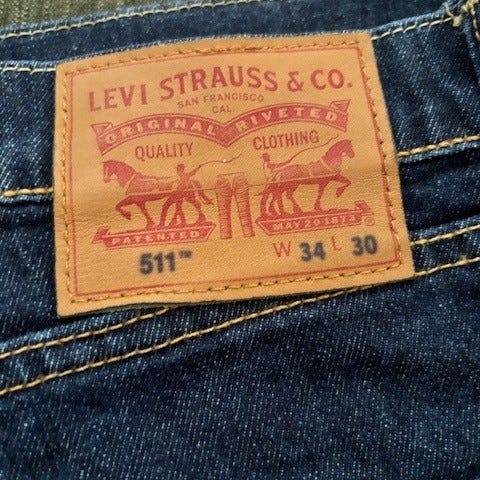 LEVI STRAUSS & CO.
SAN FRANCISCO
CAL.
ORIGINAL RIVETED
QUALITY CLOTHING
PATENTED MAY 20 1873
511™ W 34 L 30